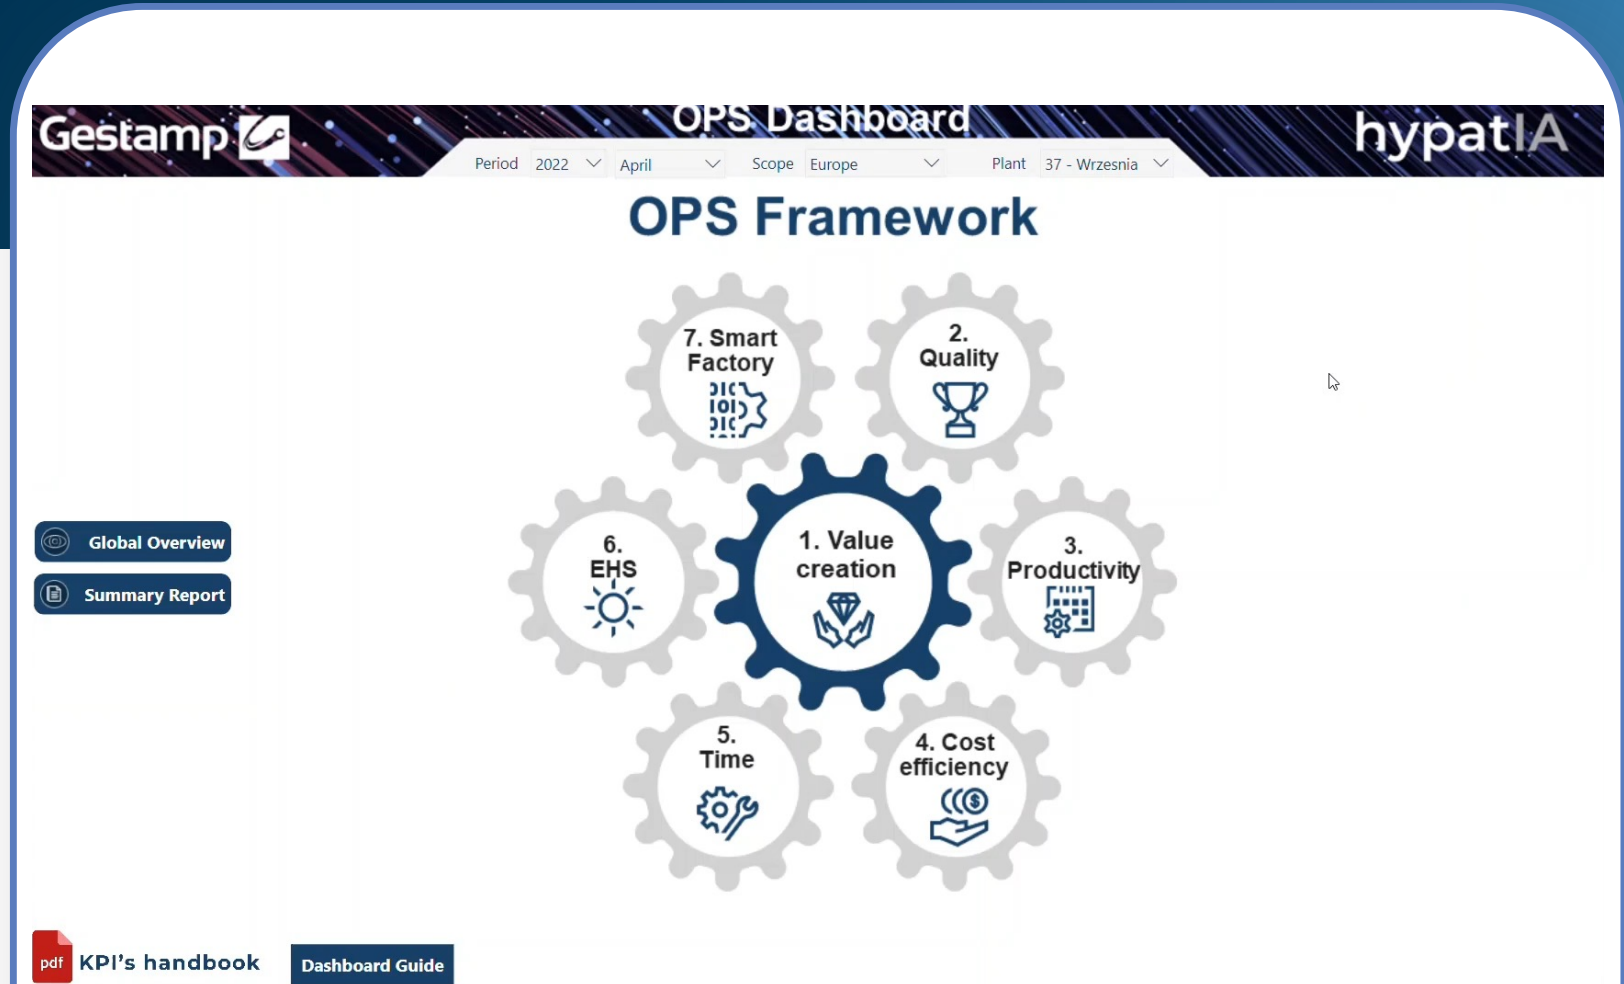 Gestamp
OPS Dashboard
hypatIA
Period 2022 April Scope Europe Plant 37 - Wrzesnia
OPS Framework
7. Smart
Factory
2.
Quality
6.
EHS
1. Value
creation
3.
Productivity
5.
Time
4. Cost
efficiency
Global Overview
Summary Report
pdf KPI's handbook
Dashboard Guide